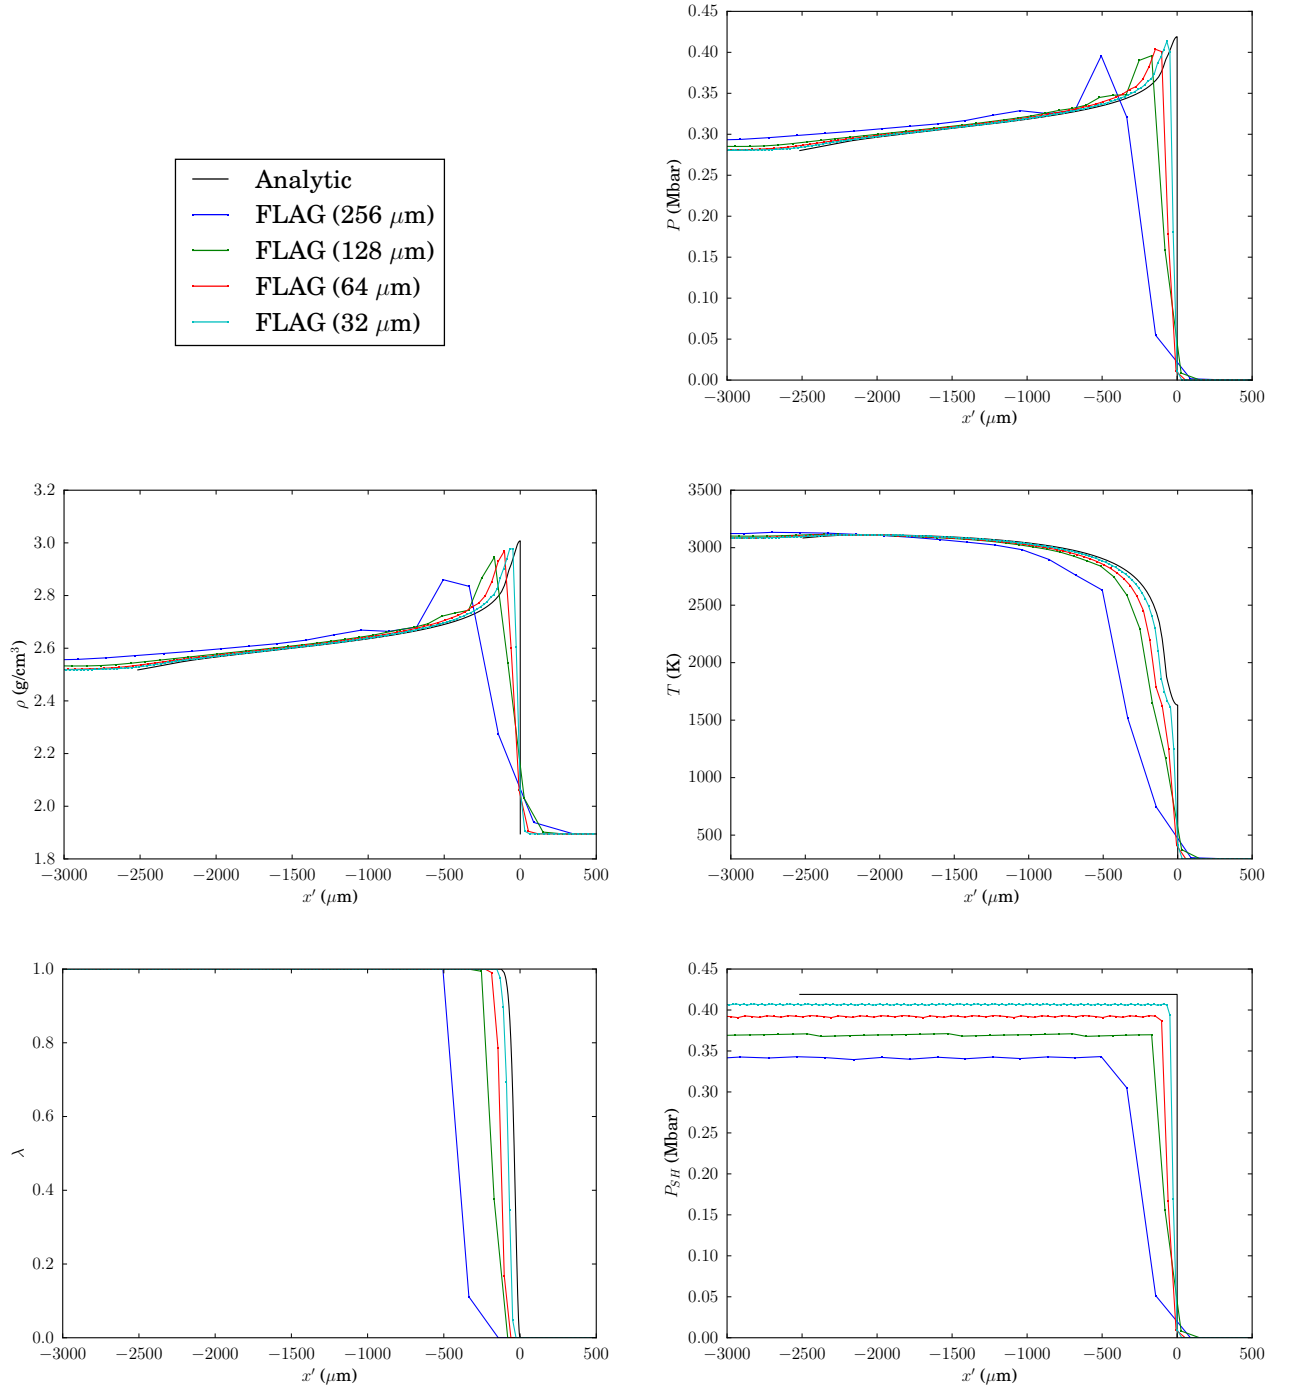 Analytic
FLAG (256 μm)
FLAG (128 μm)
FLAG (64 μm)
FLAG (32 μm)
0.45
0.40
0.35
0.30
0.25
0.20
0.15
0.10
0.05
0.00
P (Mbar)
−3000 −2500 −2000 −1500 −1000 −500 0 500
x′ (μm)
3.2
3.0
2.8
2.6
2.4
2.2
2.0
1.8
ρ (g/cm³)
−3000 −2500 −2000 −1500 −1000 −500 0 500
x′ (μm)
3500
3000
2500
2000
1500
1000
500
T (K)
−3000 −2500 −2000 −1500 −1000 −500 0 500
x′ (μm)
1.0
0.8
0.6
0.4
0.2
0.0
λ
−3000 −2500 −2000 −1500 −1000 −500 0 500
x′ (μm)
0.45
0.40
0.35
0.30
0.25
0.20
0.15
0.10
0.05
0.00
P_SH (Mbar)
−3000 −2500 −2000 −1500 −1000 −500 0 500
x′ (μm)